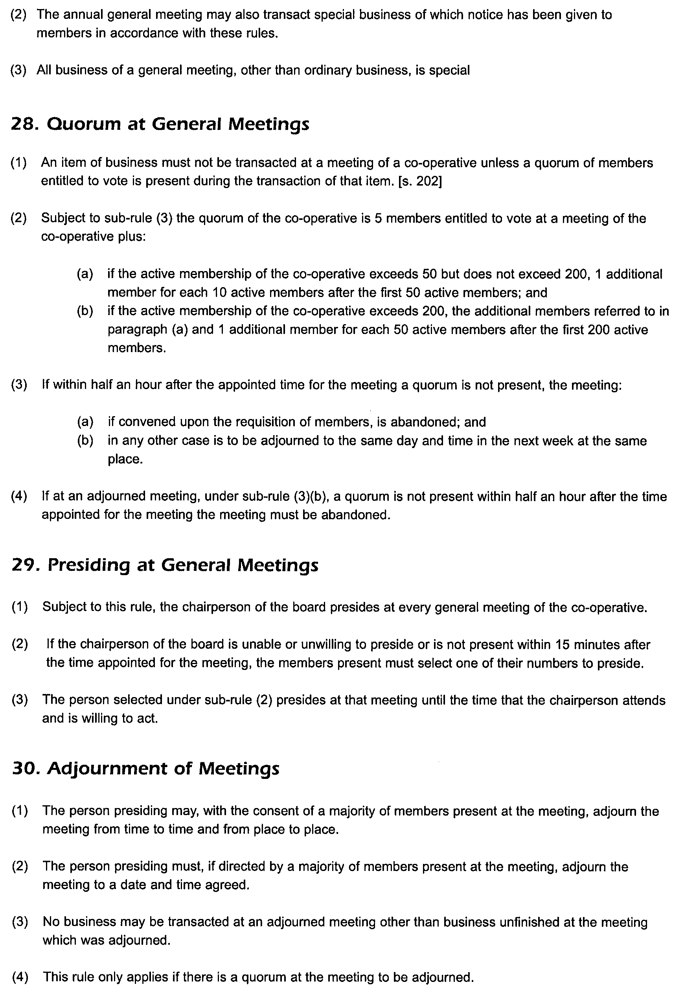 (2) The annual general meeting may also transact special business of which notice has been given to
members in accordance with these rules.
(3) All business of a general meeting, other than ordinary business, is special
28. Quorum at General Meetings
(1) An item of business must not be transacted at a meeting of a co-operative unless a quorum of members
entitled to vote is present during the transaction of that item. [s. 202]
(2) Subject to sub-rule (3) the quorum of the co-operative is 5 members entitled to vote at a meeting of the
co-operative plus:
(a) if the active membership of the co-operative exceeds 50 but does not exceed 200, 1 additional
member for each 10 active members after the first 50 active members; and
(b) if the active membership of the co-operative exceeds 200, the additional members referred to in
paragraph (a) and 1 additional member for each 50 active members after the first 200 active
members.
(3) If within half an hour after the appointed time for the meeting a quorum is not present, the meeting:
(a) if convened upon the requisition of members, is abandoned; and
(b) in any other case is to be adjourned to the same day and time in the next week at the same
place.
(4) If at an adjourned meeting, under sub-rule (3)(b), a quorum is not present within half an hour after the time
appointed for the meeting the meeting must be abandoned.
29. Presiding at General Meetings
(1) Subject to this rule, the chairperson of the board presides at every general meeting of the co-operative.
(2) If the chairperson of the board is unable or unwilling to preside or is not present within 15 minutes after
the time appointed for the meeting, the members present must select one of their numbers to preside.
(3) The person selected under sub-rule (2) presides at that meeting until the time that the chairperson attends
and is willing to act.
30. Adjournment of Meetings
(1) The person presiding may, with the consent of a majority of members present at the meeting, adjourn the
meeting from time to time and from place to place.
(2) The person presiding must, if directed by a majority of members present at the meeting, adjourn the
meeting to a date and time agreed.
(3) No business may be transacted at an adjourned meeting other than business unfinished at the meeting
which was adjourned.
(4) This rule only applies if there is a quorum at the meeting to be adjourned.